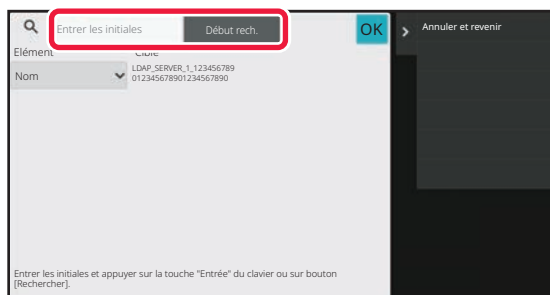 Entrer les initiales
Début rech.
OK
Annuler et revenir
Elément
Cible
Nom
LDAP_SERVER_1_123456789
012345678901234567890
Entrer les initiales et appuyer sur la touche "Entrée" du clavier ou sur bouton
[Rechercher].